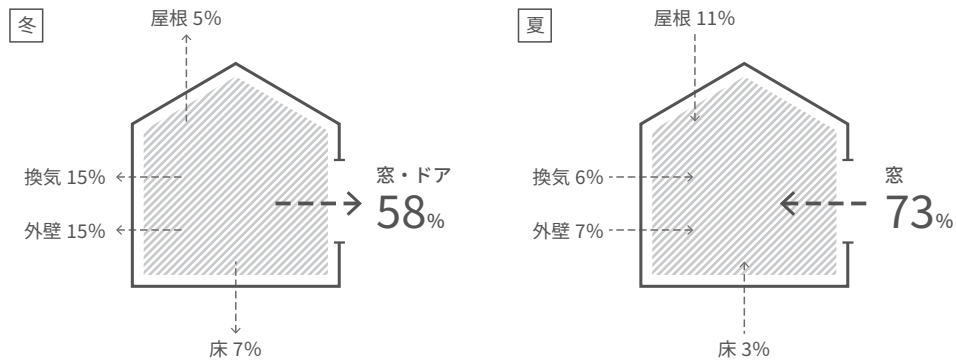 冬
屋根 5%
換気 15%
外壁 15%
窓・ドア
58%
床 7%
夏
屋根 11%
換気 6%
外壁 7%
窓
73%
床 3%